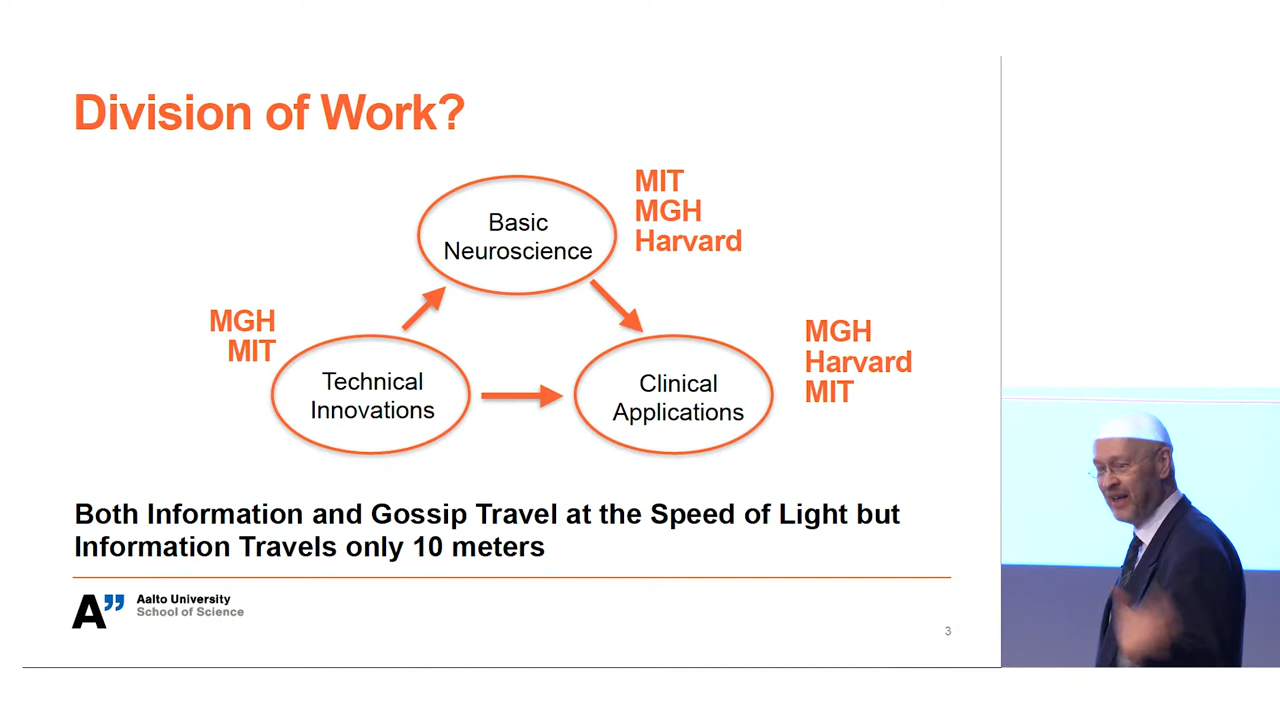 Division of Work?
Basic
Neuroscience
MIT
MGH
Harvard
MGH
MIT
Technical
Innovations
Clinical
Applications
MGH
Harvard
MIT
Both Information and Gossip Travel at the Speed of Light but
Information Travels only 10 meters
A”
Aalto University
School of Science
3